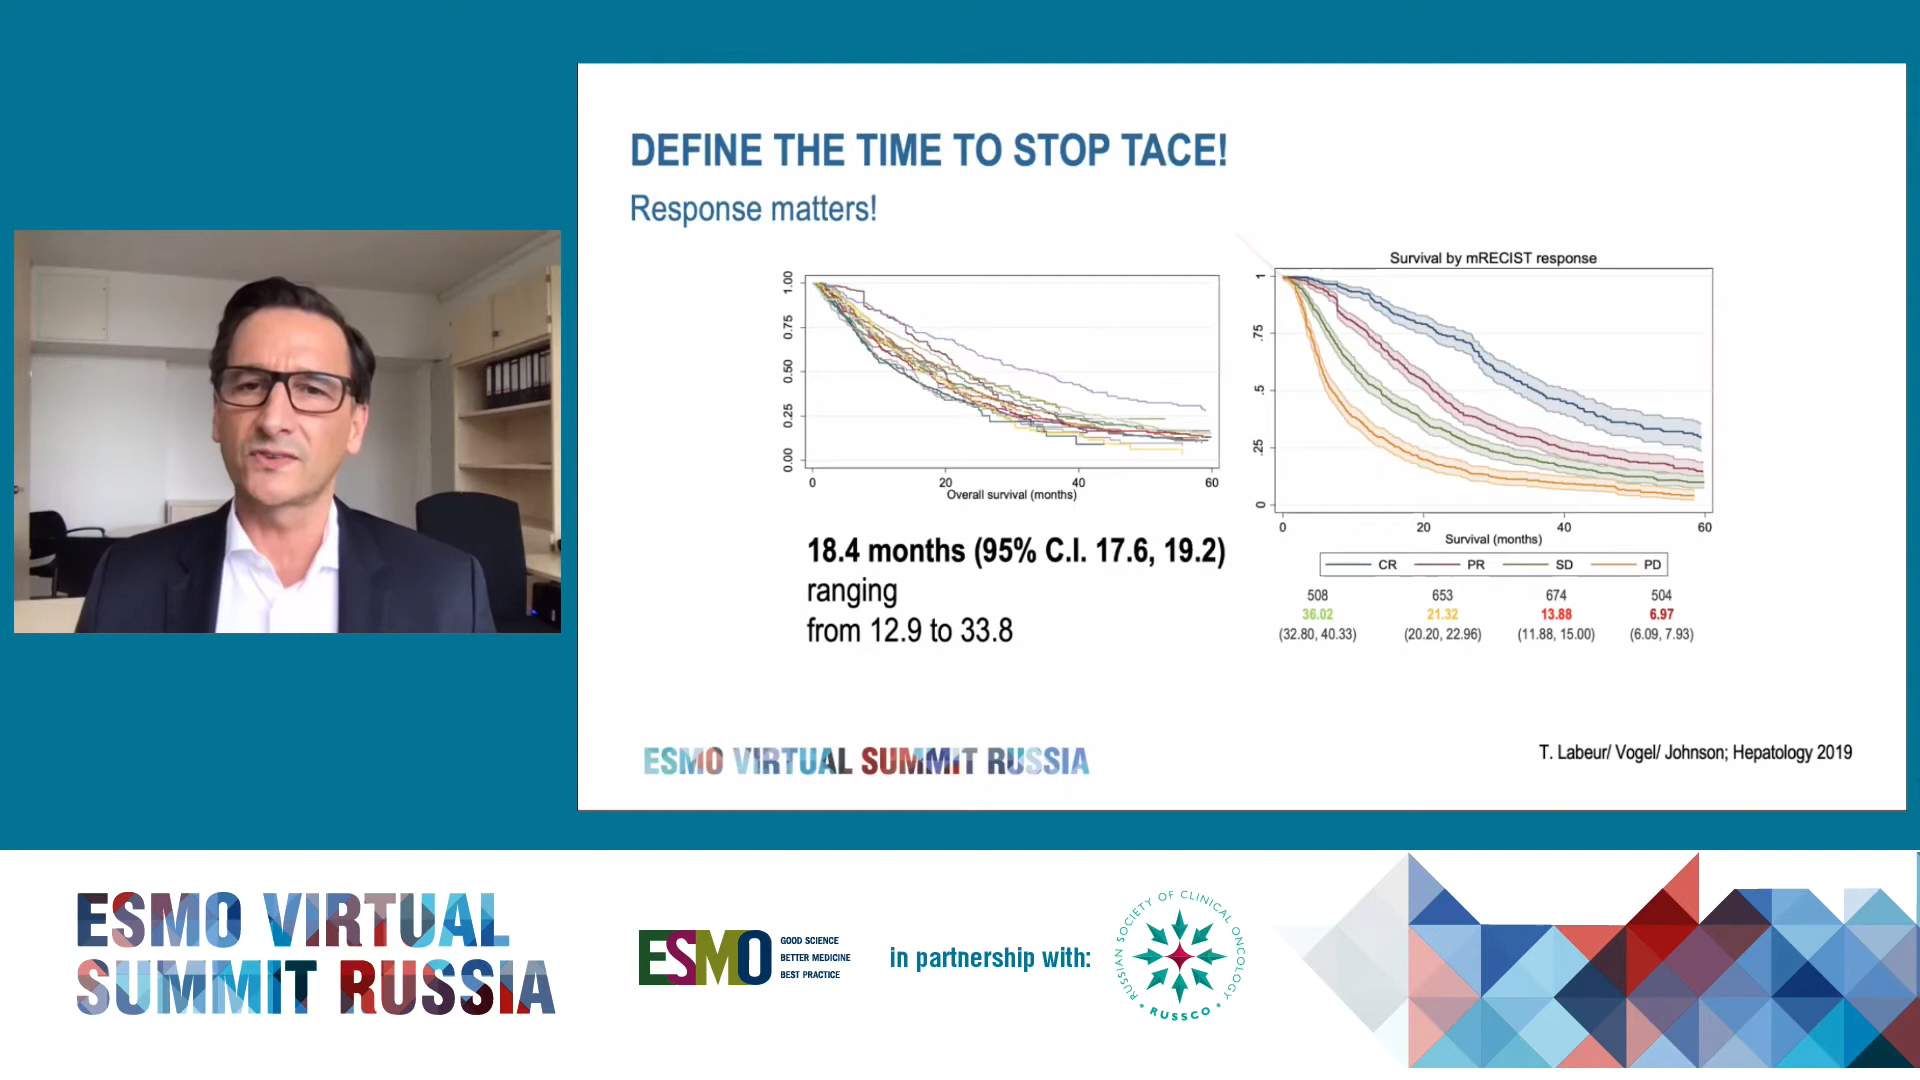 DEFINE THE TIME TO STOP TACE!
Response matters!
1.00
0.75
0.50
0.25
0.00
0 20 40 60
Overall survival (months)
18.4 months (95% C.I. 17.6, 19.2)
ranging
from 12.9 to 33.8
Survival by mRECIST response
1
.75
.5
.25
0
0 20 40 60
Survival (months)
CR PR SD PD
508 653 674 504
36.02 21.32 13.88 6.97
(32.80, 40.33) (20.20, 22.96) (11.88, 15.00) (6.09, 7.93)
ESMO VIRTUAL SUMMIT RUSSIA
T. Labeur/ Vogel/ Johnson; Hepatology 2019
ESMO VIRTUAL
SUMMIT RUSSIA
ESMO
GOOD SCIENCE
BETTER MEDICINE
BEST PRACTICE
in partnership with:
RUSSIAN SOCIETY OF CLINICAL ONCOLOGY
• RUSSCO •